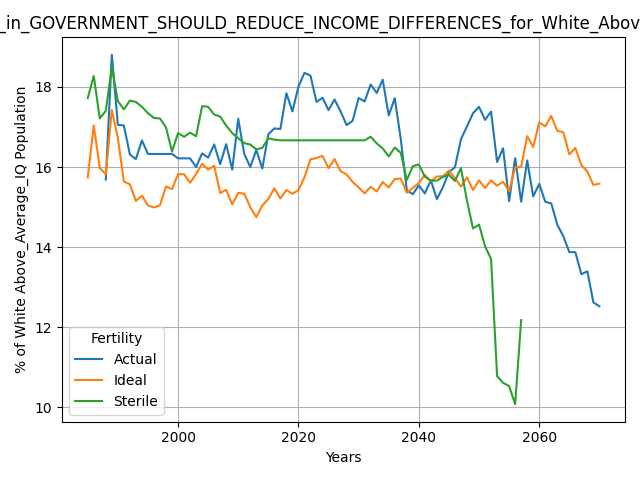 _in_GOVERNMENT_SHOULD_REDUCE_INCOME_DIFFERENCES_for_White_Abov
% of White Above_Average_IQ Population
18
16
14
12
10
Fertility
Actual
Ideal
Sterile
2000 2020 2040 2060
Years